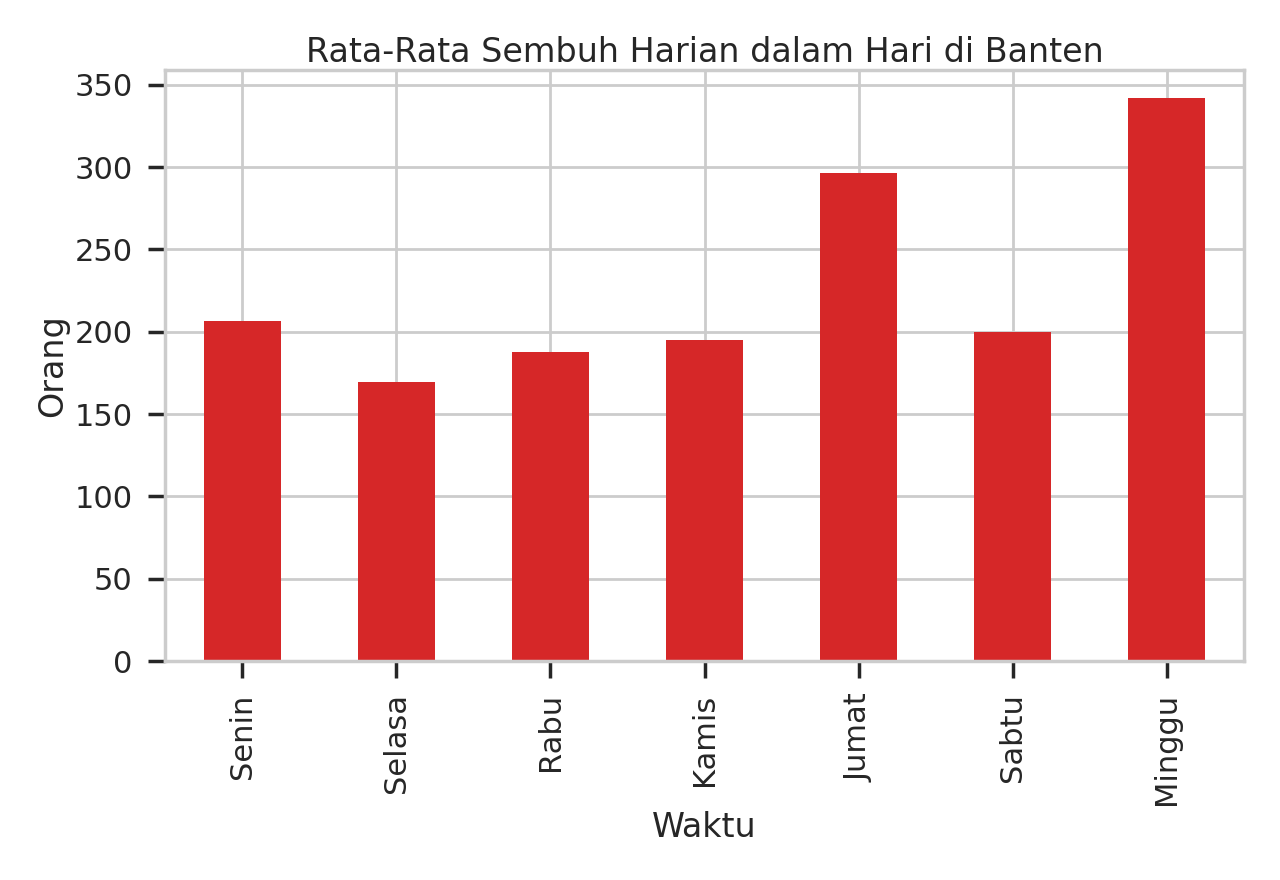 Rata-Rata Sembuh Harian dalam Hari di Banten
Orang
350
300
250
200
150
100
50
0
Senin
Selasa
Rabu
Kamis
Jumat
Sabtu
Minggu
Waktu